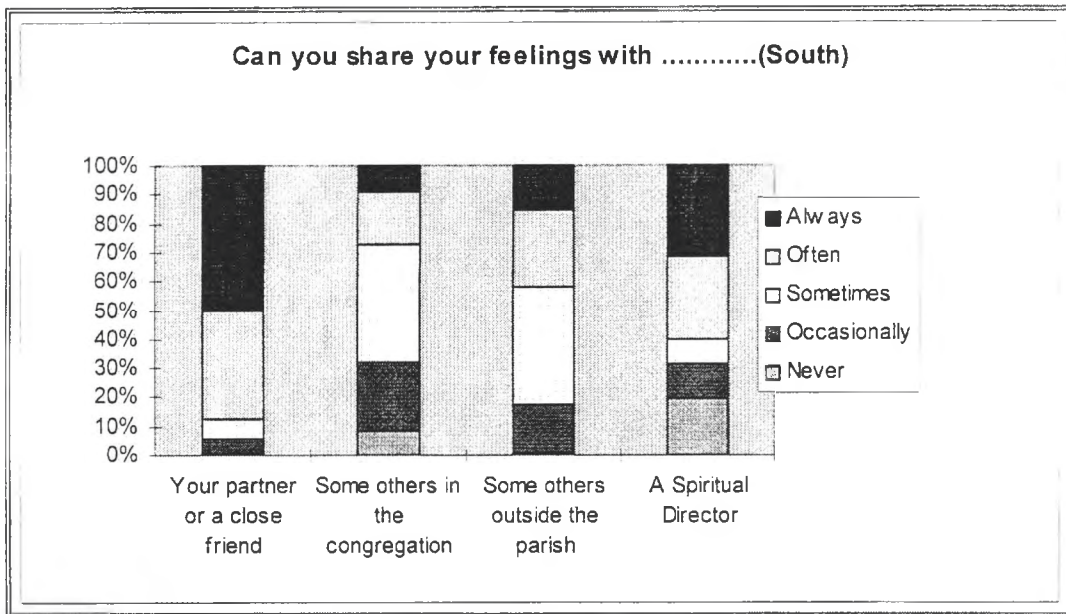 Can you share your feelings with ............(South)
100%
90%
80%
70%
60%
50%
40%
30%
20%
10%
0%
Your partner
or a close
friend
Some others in
the
congregation
Some others
outside the
parish
A Spiritual
Director
Always
Often
Sometimes
Occasionally
Never